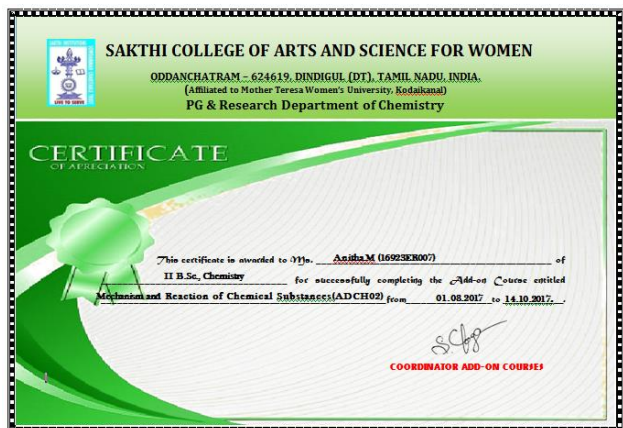 SAKTHI COLLEGE OF ARTS AND SCIENCE FOR WOMEN
ODDANCHATRAM – 624619, DINDIGUL (DT), TAMIL NADU, INDIA.
(Affiliated to Mother Teresa Women's University, Kodaikanal)
PG & Research Department of Chemistry
LIVE TO SERVE
CERTIFICATE
OF APRECIATION
This certificate is awarded to Ms. Anitha M (16923ER007) of
II B.Sc., Chemistry for successfully completing the Add-on Course entitled
Mechanism and Reaction of Chemical Substances(ADCH02) from 01.08.2017 to 14.10.2017. .
COORDINATOR ADD-ON COURSES